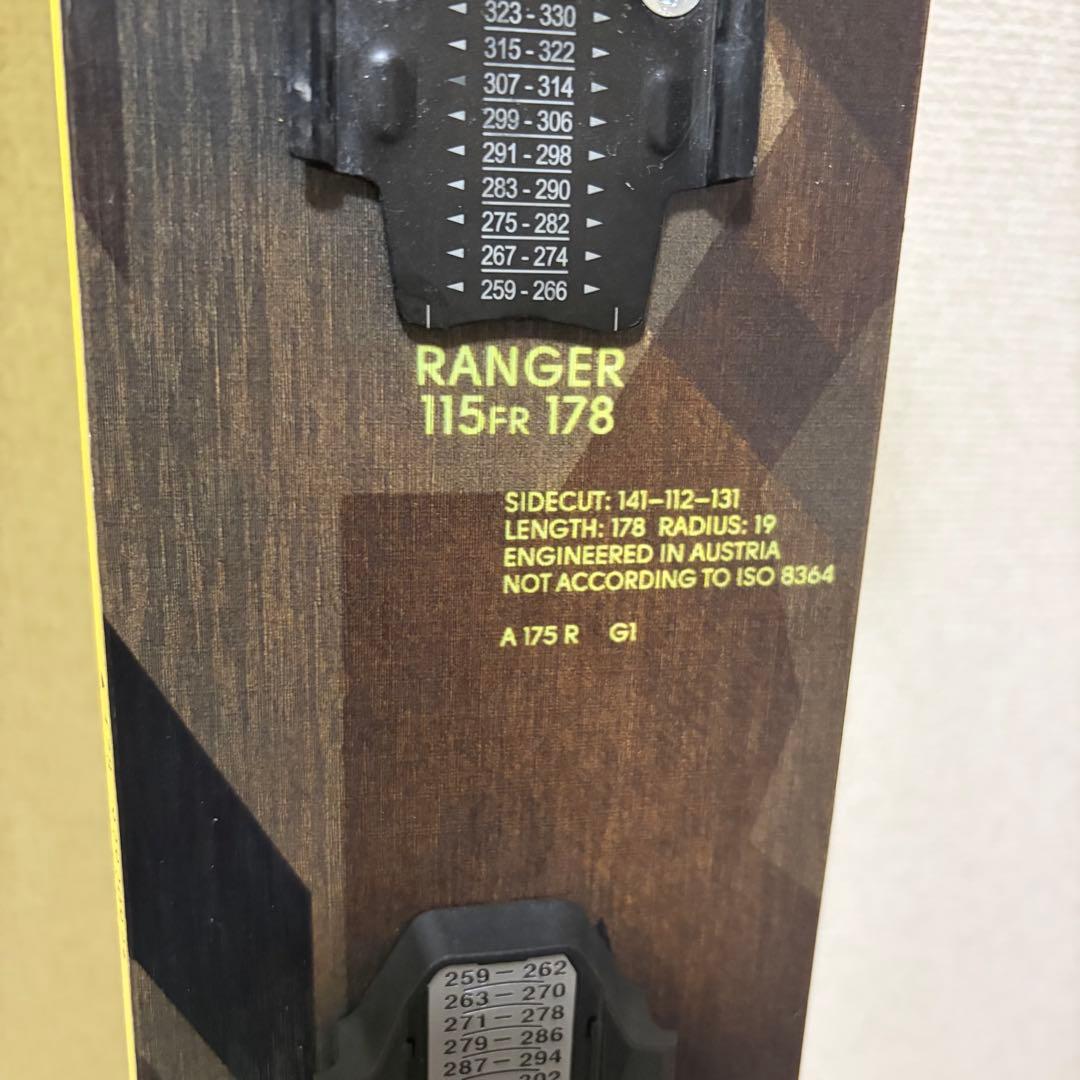 323 - 330
315 - 322
307 - 314
299 - 306
291 - 298
283 - 290
275 - 282
267 - 274
259 - 266
RANGER
115FR 178
SIDECUT: 141–112–131
LENGTH: 178 RADIUS: 19
ENGINEERED IN AUSTRIA
NOT ACCORDING TO ISO 8364
A 175 R G1
259 – 262
263 – 270
271 – 278
279 – 286
287 – 294
302